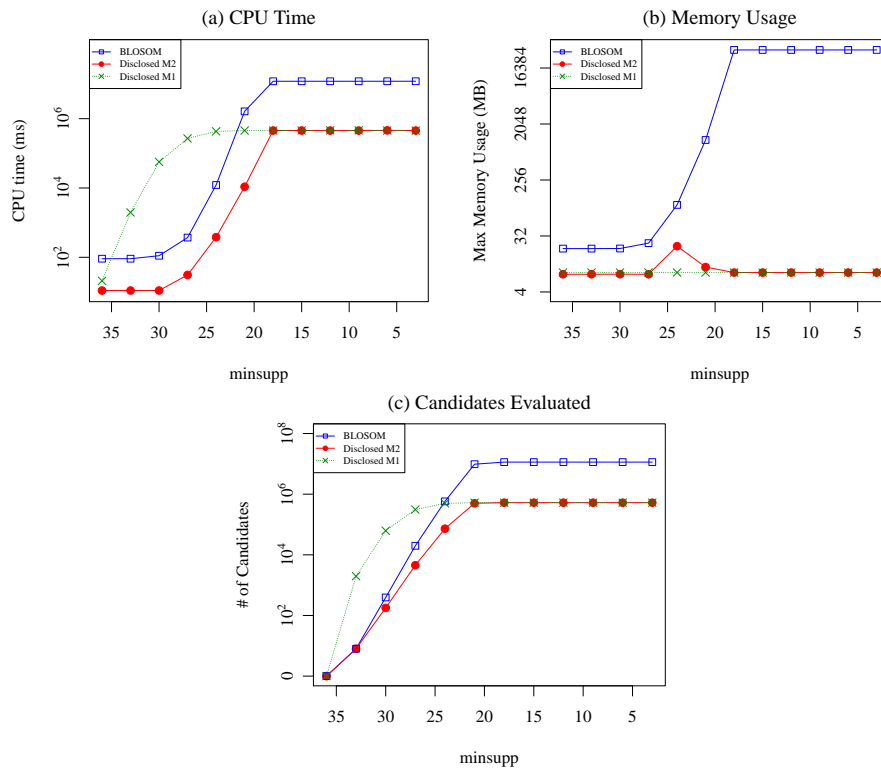 (a) CPU Time
BLOSOM
Disclosed M2
Disclosed M1
CPU time (ms)
10^6
10^4
10^2
35 30 25 20 15 10 5
minsupp
(b) Memory Usage
BLOSOM
Disclosed M2
Disclosed M1
Max Memory Usage (MB)
16384
2048
256
32
4
35 30 25 20 15 10 5
minsupp
(c) Candidates Evaluated
BLOSOM
Disclosed M2
Disclosed M1
# of Candidates
10^8
10^6
10^4
10^2
0
35 30 25 20 15 10 5
minsupp